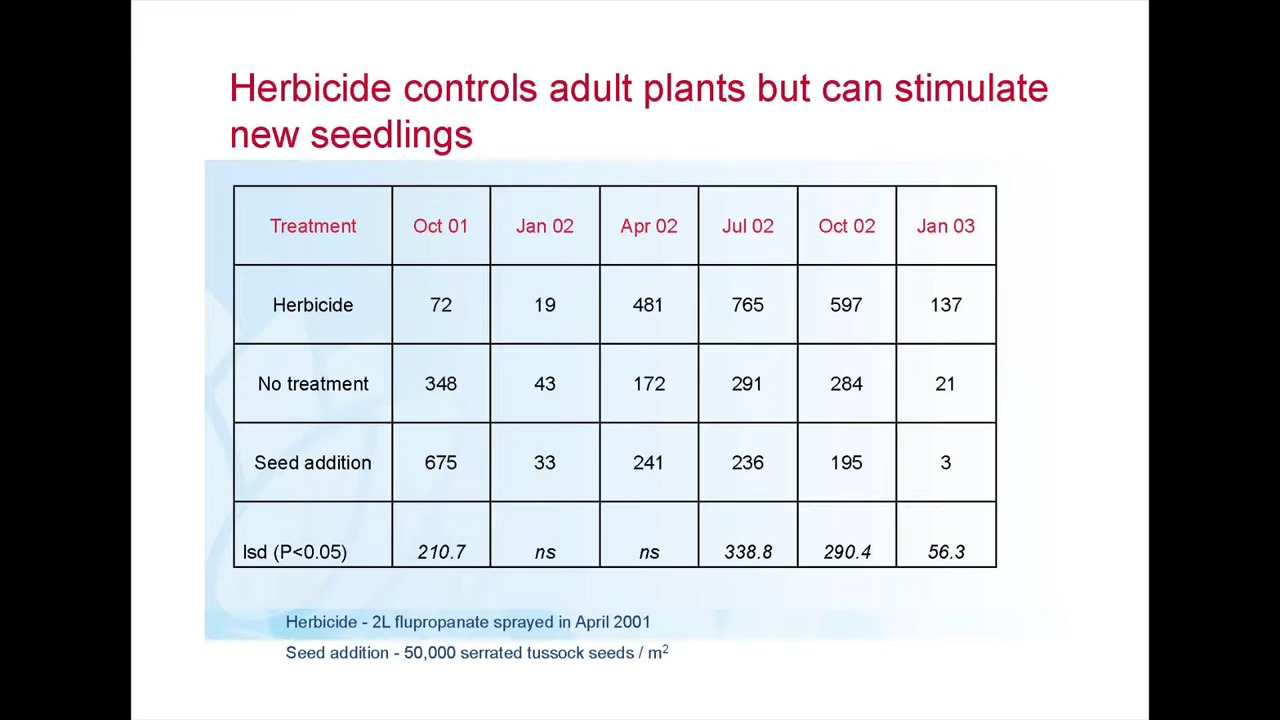 Herbicide controls adult plants but can stimulate
new seedlings
Treatment Oct 01 Jan 02 Apr 02 Jul 02 Oct 02 Jan 03
Herbicide 72 19 481 765 597 137
No treatment 348 43 172 291 284 21
Seed addition 675 33 241 236 195 3
lsd (P<0.05) 210.7 ns ns 338.8 290.4 56.3
Herbicide - 2L flupropanate sprayed in April 2001
Seed addition - 50,000 serrated tussock seeds / m²